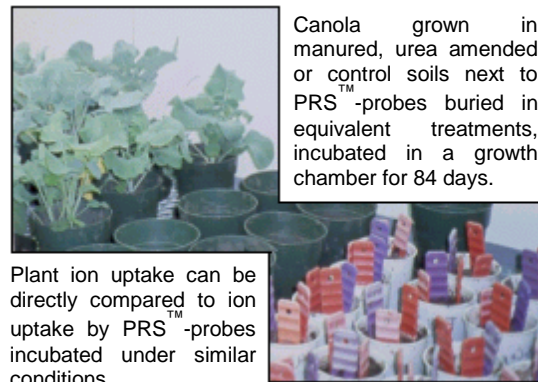 Canola grown in
manured, urea amended
or control soils next to
PRS™-probes buried in
equivalent treatments,
incubated in a growth
chamber for 84 days.
Plant ion uptake can be
directly compared to ion
uptake by PRS™-probes
incubated under similar
conditions